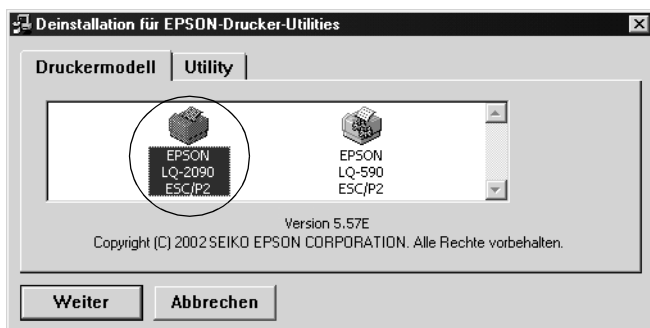 Deinstallation für EPSON-Drucker-Utilities
Druckermodell
Utility
EPSON
LQ-2090
ESC/P2
EPSON
LQ-590
ESC/P2
Version 5.57E
Copyright (C) 2002 SEIKO EPSON CORPORATION. Alle Rechte vorbehalten.
Weiter
Abbrechen